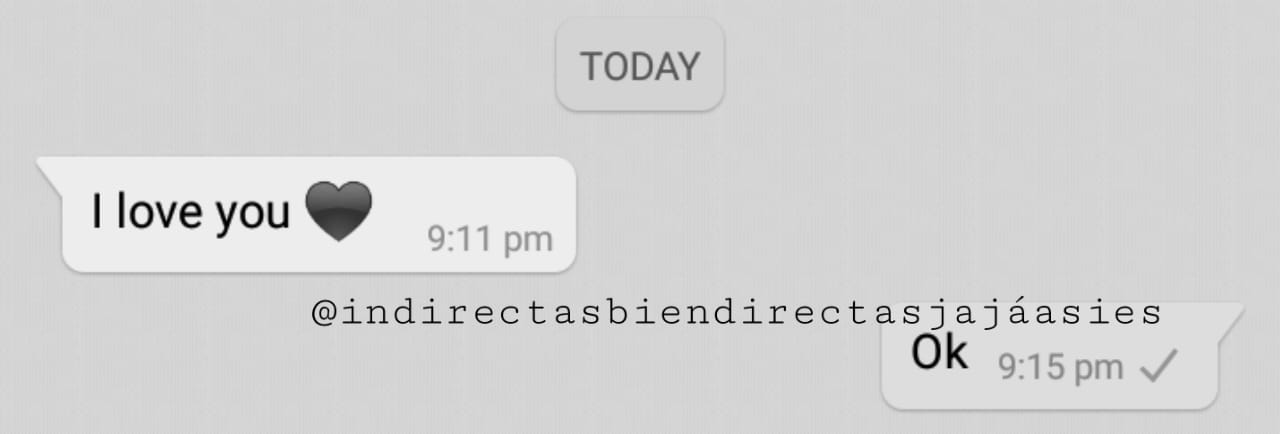 TODAY
I love you 🖤
9:11 pm
@indirectasbiendirectasjajáasies
Ok 9:15 pm ✓